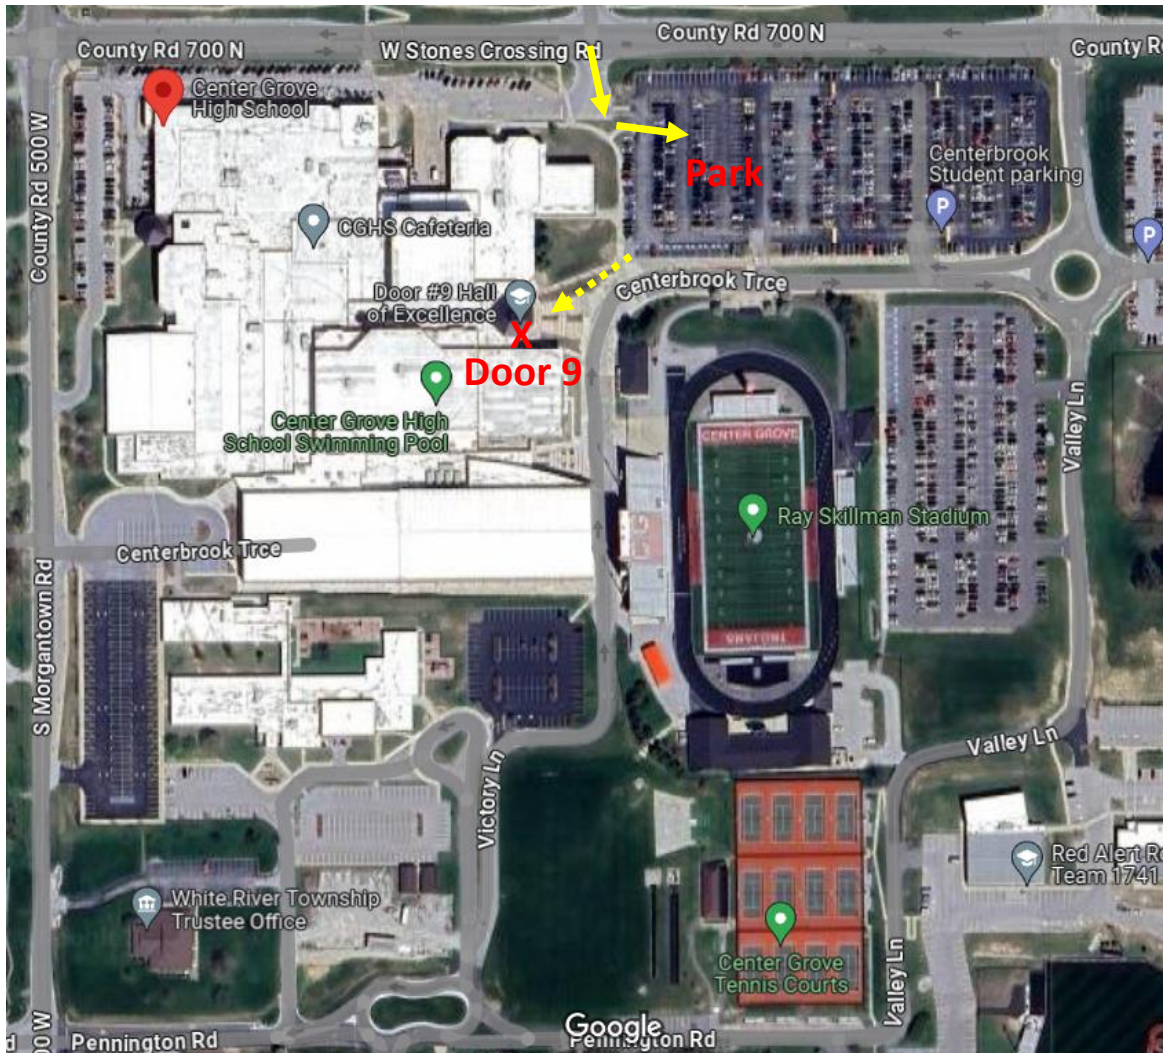 County Rd 700 N
W Stones Crossing Rd
County Rd 700 N
County R
Center Grove
High School
County Rd 500 W
Park
Centerbrook
Student parking
P
P
CGHS Cafeteria
Door #9 Hall
of Excellence
Centerbrook Trce
X
Door 9
Center Grove High
School Swimming Pool
CENTER GROVE
Valley Ln
Ray Skillman Stadium
Centerbrook Trce
S Morgantown Rd
TROJANS
Valley Ln
Victory Ln
Red Alert Ro
Team 1741
White River Township
Trustee Office
Center Grove
Tennis Courts
Valley Ln
00 W
d
Pennington Rd
Google
Pennington Rd